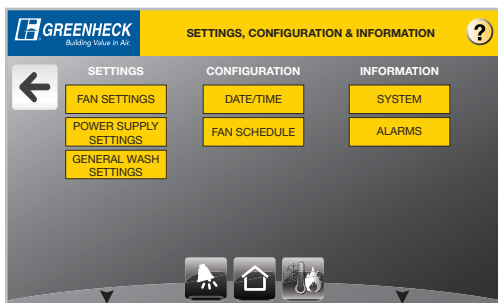 GREENHECK
Building Value in Air.
SETTINGS, CONFIGURATION & INFORMATION
?
SETTINGS
CONFIGURATION
INFORMATION
FAN SETTINGS
DATE/TIME
SYSTEM
POWER SUPPLY
SETTINGS
FAN SCHEDULE
ALARMS
GENERAL WASH
SETTINGS